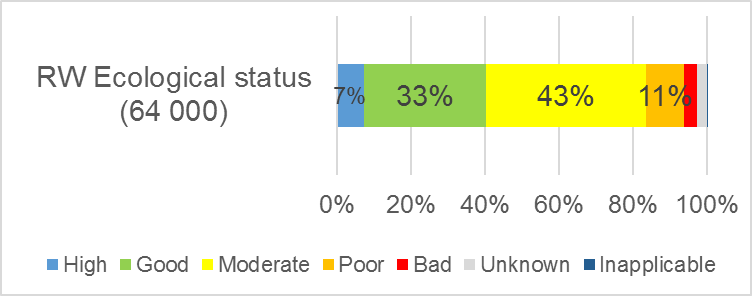 RW Ecological status
(64 000)
7% 33% 43% 11%
0% 20% 40% 60% 80% 100%
High Good Moderate Poor Bad Unknown Inapplicable